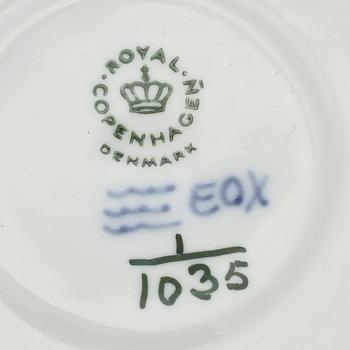 ROYAL
COPENHAGEN
DENMARK
EQX
1
1035